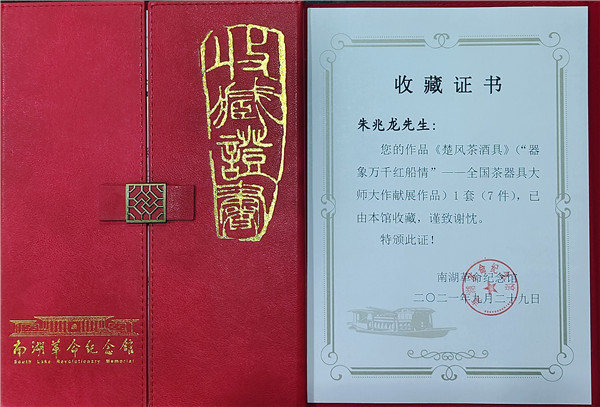 收藏證書
南湖革命纪念馆
South Lake Revolutionary Memorial
收藏证书
朱兆龙先生：
您的作品《楚风茶酒具》（“器
象万千红船情”——全国茶器具大
师大作献展作品）1套（7件），已
由本馆收藏，谨致谢忱。
特颁此证！
南湖革命纪念馆
二〇二一年九月二十九日